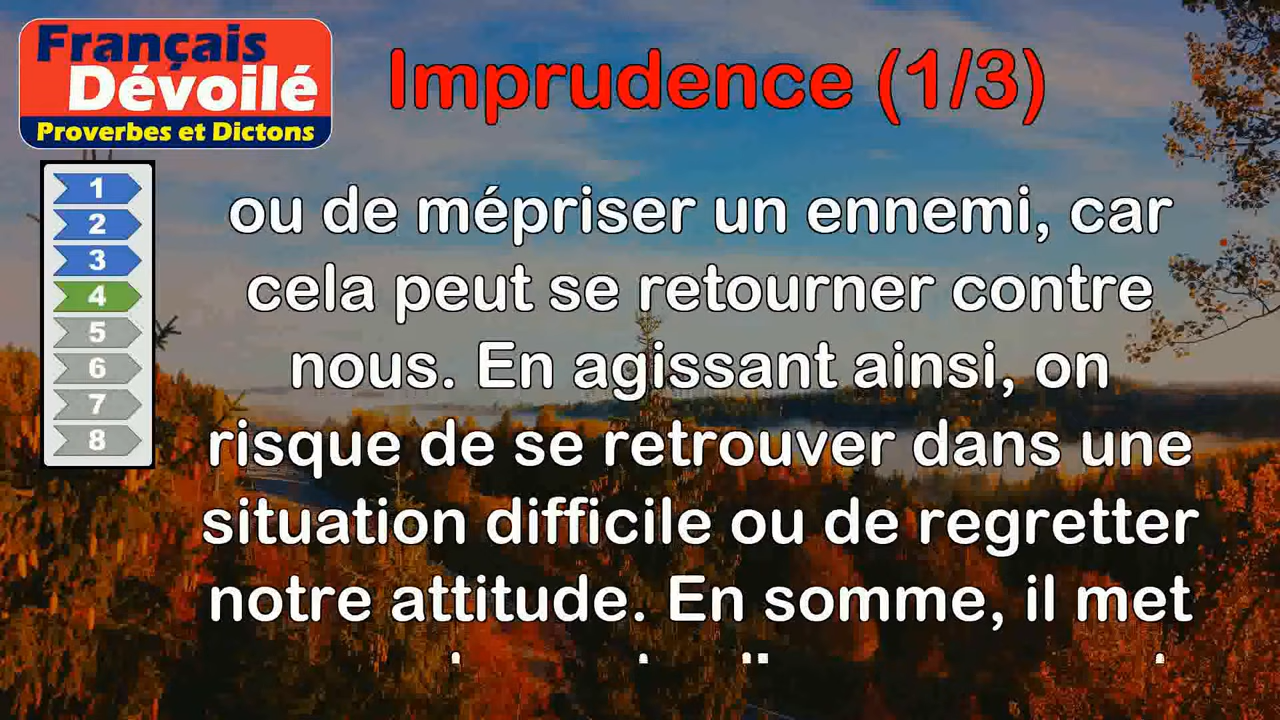 Français
Dévoilé
Proverbes et Dictons
Imprudence (1/3)
1
2
3
4
5
6
7
8
ou de mépriser un ennemi, car
cela peut se retourner contre
nous. En agissant ainsi, on
risque de se retrouver dans une
situation difficile ou de regretter
notre attitude. En somme, il met